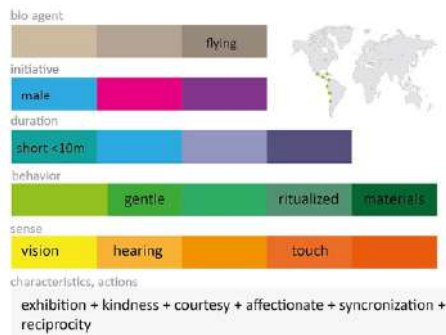 bio agent
flying
initiative
male
duration
short <10m
behavior
gentle ritualized materials
sense
vision hearing touch
characteristics, actions
exhibition + kindness + courtesy + affectionate + syncronization +
reciprocity